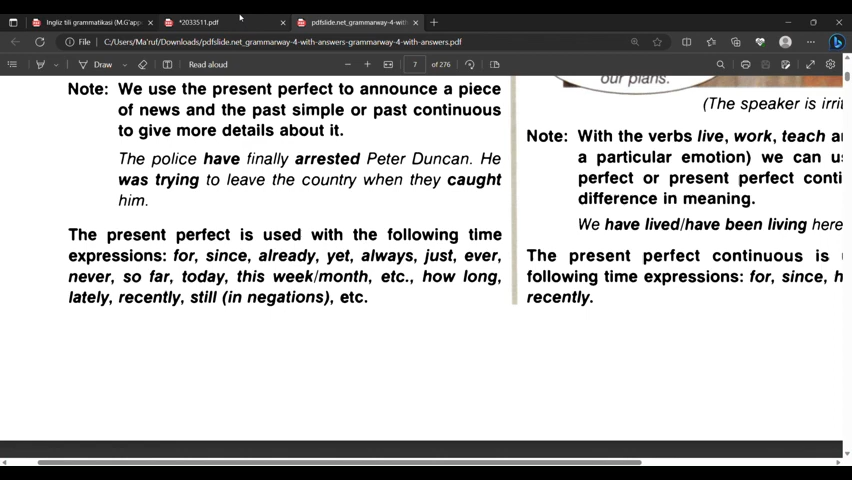 Ingliz tili grammatikasi (M.G'app
*2033511.pdf
pdfslide.net_grammarway-4-with-
File
C:/Users/Ma'ruf/Downloads/pdfslide.net_grammarway-4-with-answers-grammarway-4-with-answers.pdf
Draw
Read aloud
7
of 276
Note: We use the present perfect to announce a piece
of news and the past simple or past continuous
to give more details about it.
The police have finally arrested Peter Duncan. He
was trying to leave the country when they caught
him.
The present perfect is used with the following time
expressions: for, since, already, yet, always, just, ever,
never, so far, today, this week/month, etc., how long,
lately, recently, still (in negations), etc.
our plans.
(The speaker is irrit
Note: With the verbs live, work, teach a
a particular emotion) we can u
perfect or present perfect conti
difference in meaning.
We have lived/have been living here
The present perfect continuous is
following time expressions: for, since, h
recently.